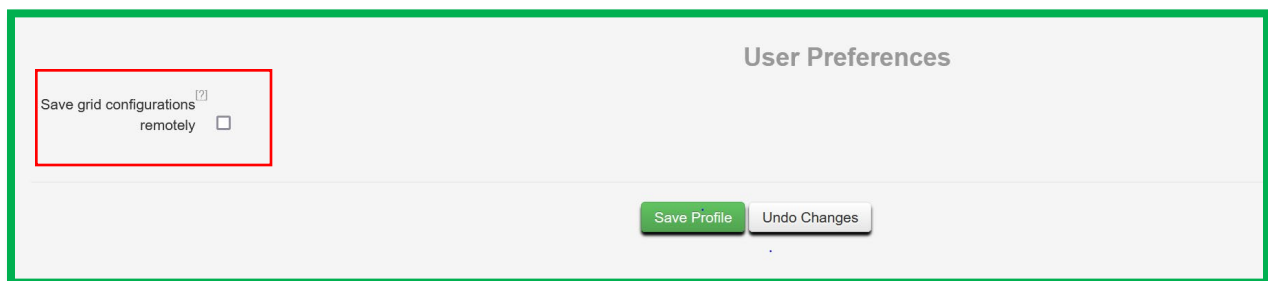 User Preferences
Save grid configurations[?]
remotely
Save Profile
Undo Changes